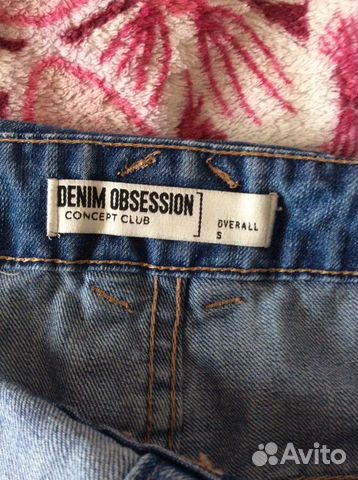 DENIM OBSESSION]
CONCEPT CLUB
OVERALL
S
Avito